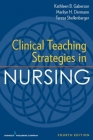 Kathleen B. Gaberson
Marilyn H. Oermann
Teresa Shellenbarger
Clinical Teaching
Strategies in
NURSING
FOURTH EDITION